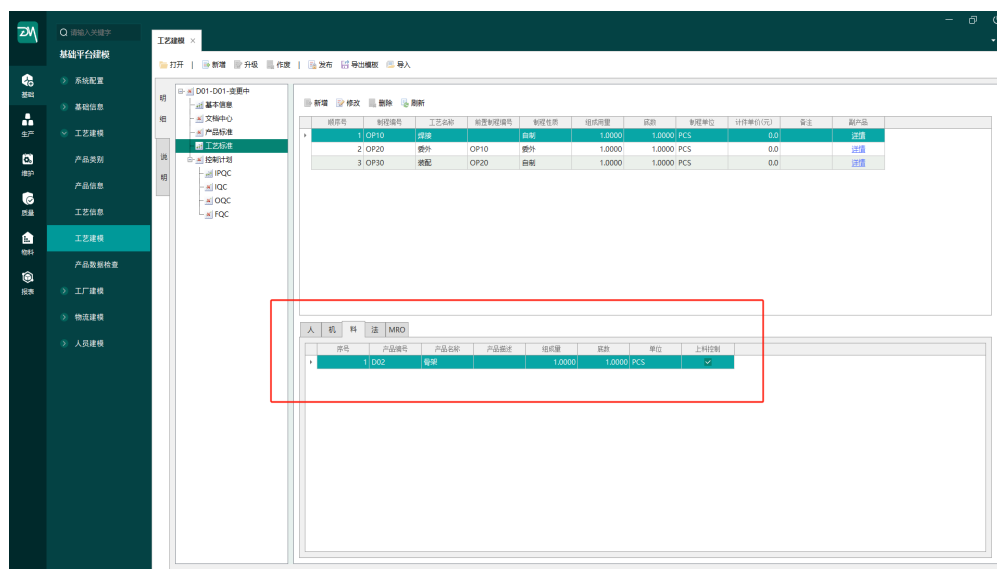 请输入关键字
基础平台建模
基础
生产
维护
质量
物料
报表
系统配置
基础信息
工艺建模
产品类别
产品信息
工艺信息
工艺建模
产品数据检查
工厂建模
物流建模
人员建模
工艺建模 ×
打开 | 新增 升级 作废 | 发布 导出模版 导入
明细
说明
D01-D01-变更中
基本信息
文档中心
产品标准
工艺标准
控制计划
IPQC
IQC
OQC
FQC
新增 修改 删除 刷新
顺序号 制程编号 工艺名称 前置制程编号 制程性质 组成用量 底数 制程单位 计件单价(元) 备注 副产品
1 OP10 焊接 自制 1.0000 1.0000 PCS 0.0 详情
2 OP20 委外 OP10 委外 1.0000 1.0000 PCS 0.0 详情
3 OP30 装配 OP20 自制 1.0000 1.0000 PCS 0.0 详情
人 机 料 法 MRO
序号 产品编号 产品名称 产品描述 组成量 底数 单位 上料控制
1 D02 骨架 1.0000 1.0000 PCS